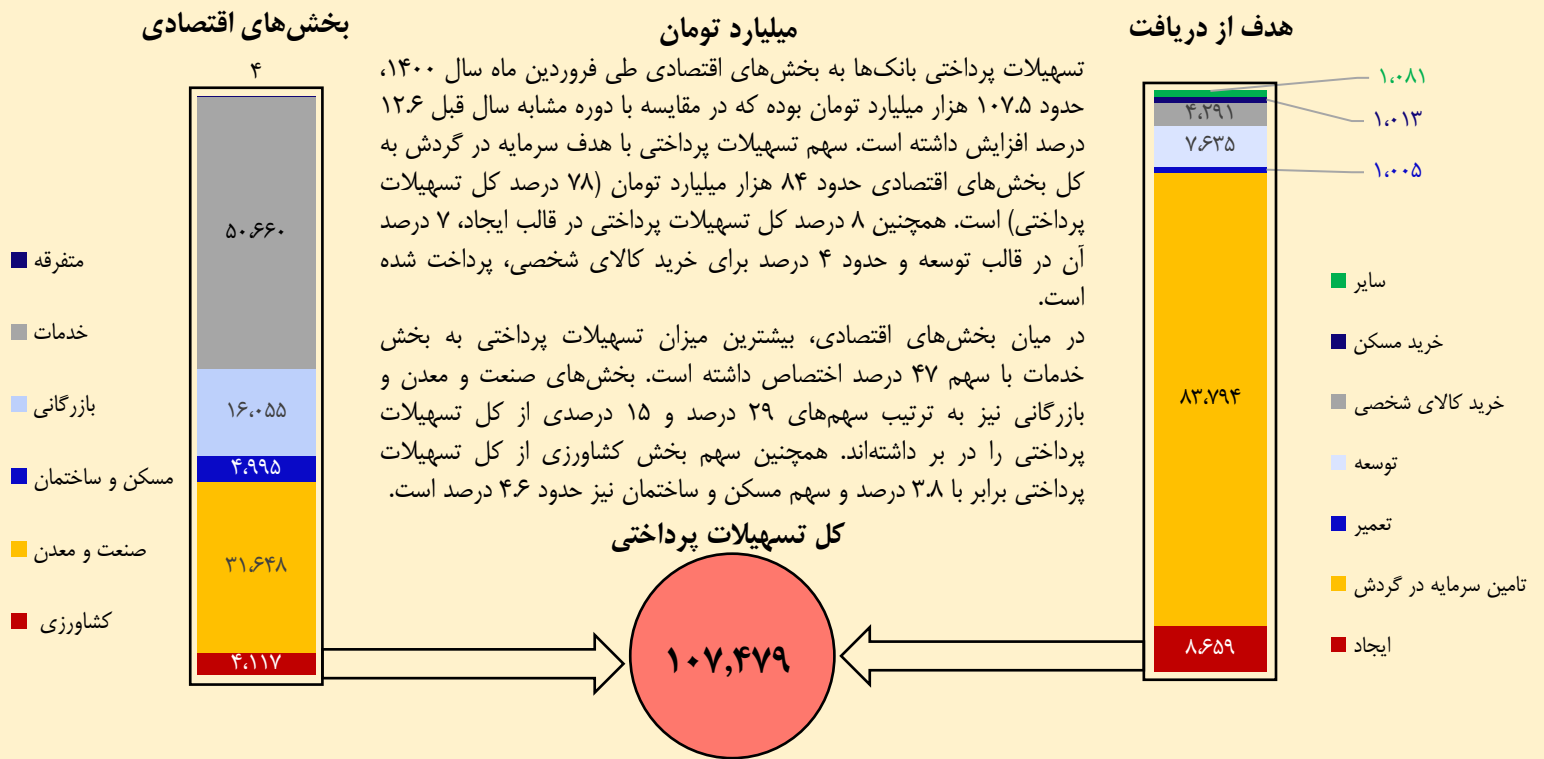 هدف از دریافت
۱،۰۸۱
۱،۰۱۳
۴،۲۹۱
۷،۶۳۵
۱،۰۰۵
۸۳،۷۹۴
۸،۶۵۹
سایر
خرید مسکن
خرید کالای شخصی
توسعه
تعمیر
تامین سرمایه در گردش
ایجاد
میلیارد تومان
تسهیلات پرداختی بانک‌ها به بخش‌های اقتصادی طی فروردین ماه سال ۱۴۰۰،
حدود ۱۰۷.۵ هزار میلیارد تومان بوده که در مقایسه با دوره مشابه سال قبل ۱۲.۶
درصد افزایش داشته است. سهم تسهیلات پرداختی با هدف سرمایه در گردش به
کل بخش‌های اقتصادی حدود ۸۴ هزار میلیارد تومان (۷۸ درصد کل تسهیلات
پرداختی) است. همچنین ۸ درصد کل تسهیلات پرداختی در قالب ایجاد، ۷ درصد
آن در قالب توسعه و حدود ۴ درصد برای خرید کالای شخصی، پرداخت شده
است.
در میان بخش‌های اقتصادی، بیشترین میزان تسهیلات پرداختی به بخش
خدمات با سهم ۴۷ درصد اختصاص داشته است. بخش‌های صنعت و معدن و
بازرگانی نیز به ترتیب سهم‌های ۲۹ درصد و ۱۵ درصدی از کل تسهیلات
پرداختی را در بر داشته‌اند. همچنین سهم بخش کشاورزی از کل تسهیلات
پرداختی برابر با ۳.۸ درصد و سهم مسکن و ساختمان نیز حدود ۴.۶ درصد است.
کل تسهیلات پرداختی
۱۰۷,۴۷۹
بخش‌های اقتصادی
۴
۵۰،۶۶۰
۱۶،۰۵۵
۴،۹۹۵
۳۱،۶۴۸
۴،۱۱۷
متفرقه
خدمات
بازرگانی
مسکن و ساختمان
صنعت و معدن
کشاورزی